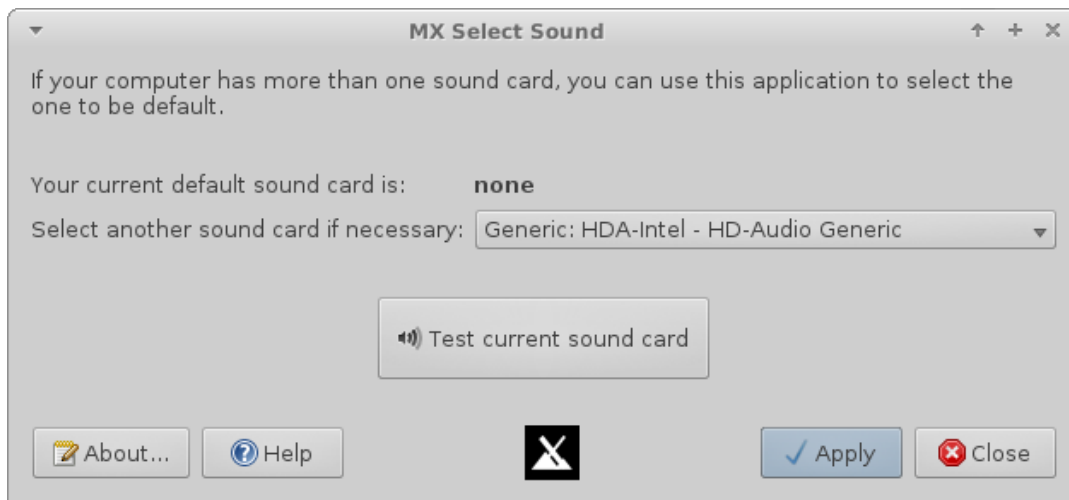 MX Select Sound
If your computer has more than one sound card, you can use this application to select the
one to be default.
Your current default sound card is: none
Select another sound card if necessary: Generic: HDA-Intel - HD-Audio Generic
Test current sound card
About... Help Apply Close